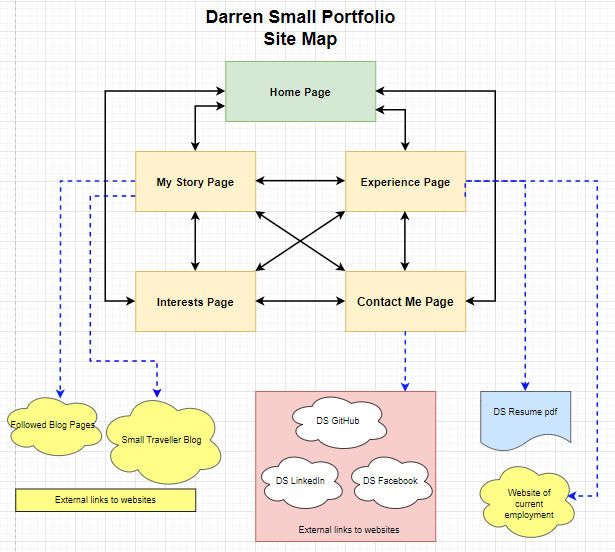 Darren Small Portfolio
Site Map
Home Page
My Story Page
Experience Page
Interests Page
Contact Me Page
Followed Blog Pages
Small Traveller Blog
External links to websites
DS GitHub
DS LinkedIn
DS Facebook
External links to websites
DS Resume pdf
Website of
current
employment